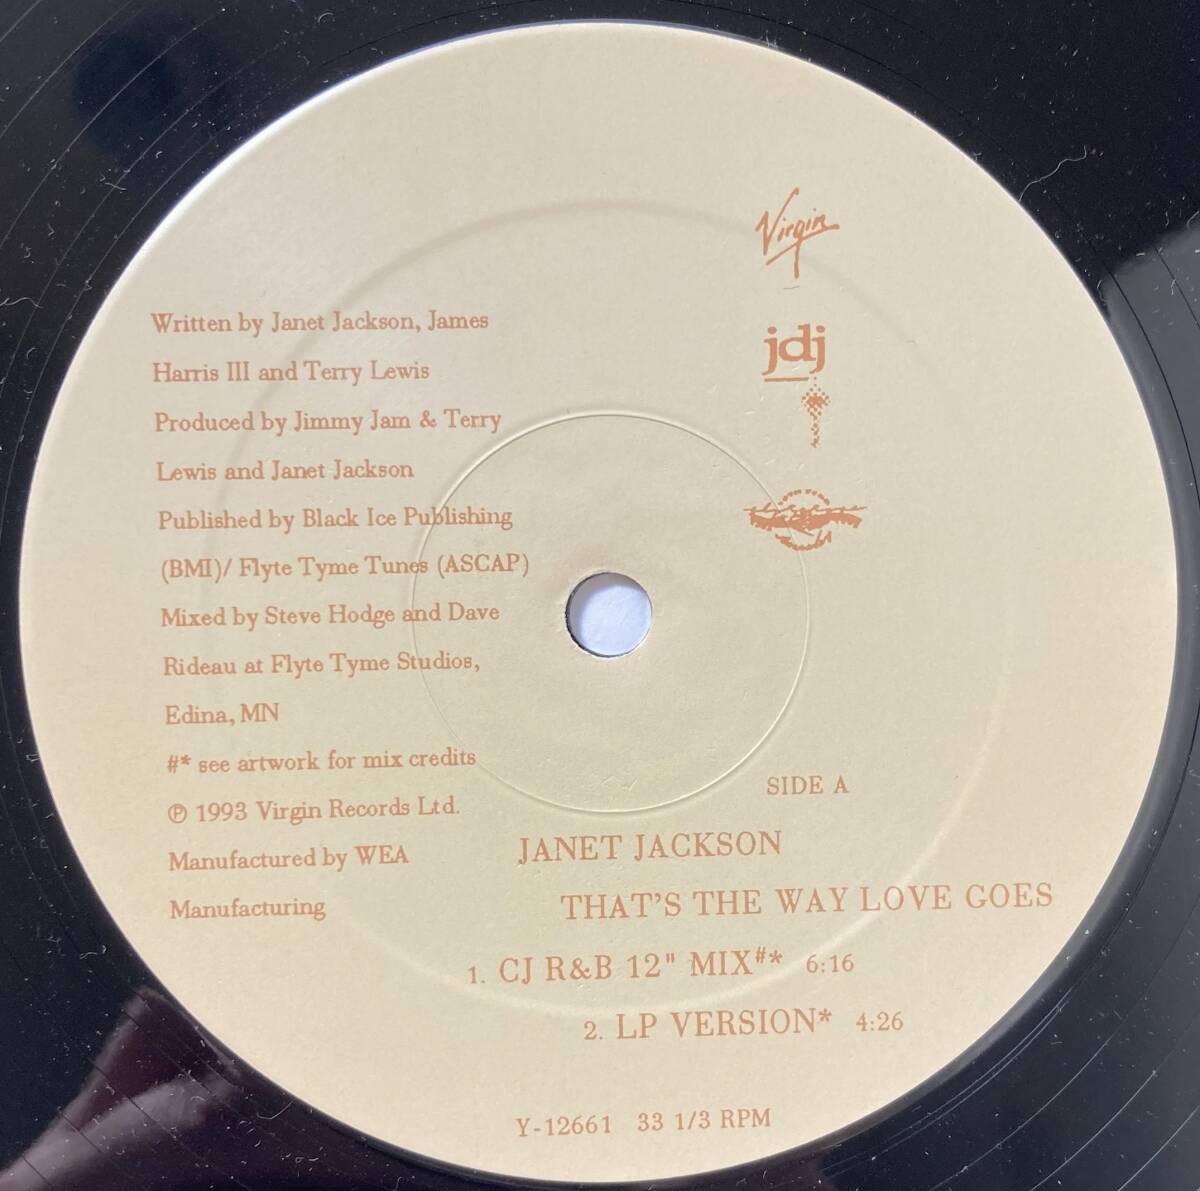 Virgin
jdj
Written by Janet Jackson, James
Harris III and Terry Lewis
Produced by Jimmy Jam & Terry
Lewis and Janet Jackson
Published by Black Ice Publishing
(BMI)/ Flyte Tyme Tunes (ASCAP)
Mixed by Steve Hodge and Dave
Rideau at Flyte Tyme Studios,
Edina, MN
#* see artwork for mix credits
℗ 1993 Virgin Records Ltd.
Manufactured by WEA
Manufacturing
SIDE A
JANET JACKSON
THAT'S THE WAY LOVE GOES
1. CJ R&B 12" MIX#* 6:16
2. LP VERSION* 4:26
Y-12661 33 1/3 RPM